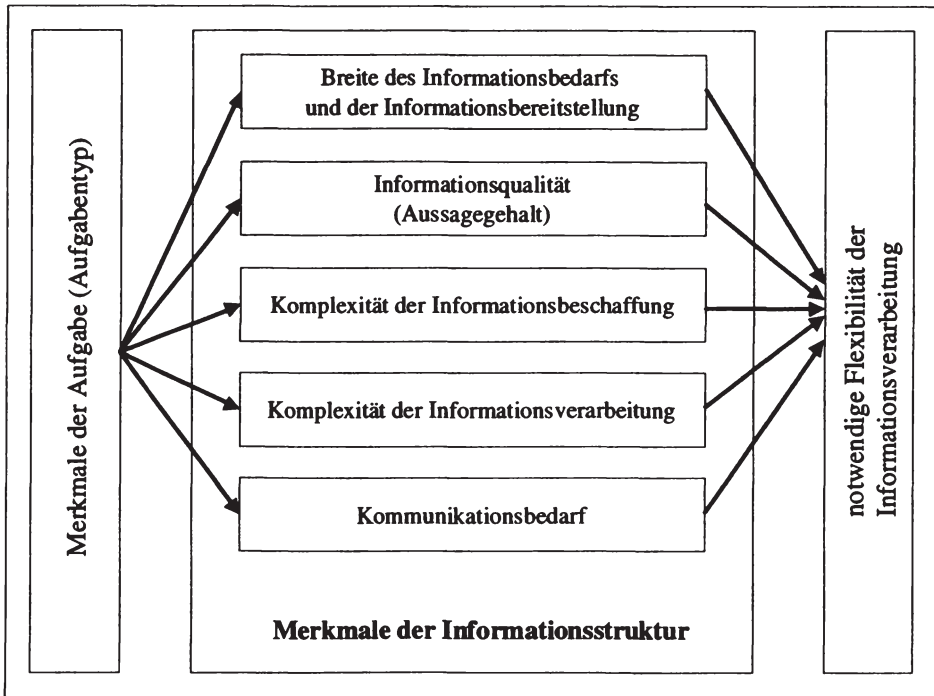 Merkmale der Aufgabe (Aufgabentyp)
Breite des Informationsbedarfs
und der Informationsbereitstellung
Informationsqualität
(Aussagegehalt)
Komplexität der Informationsbeschaffung
Komplexität der Informationsverarbeitung
Kommunikationsbedarf
Merkmale der Informationsstruktur
notwendige Flexibilität der
Informationsverarbeitung